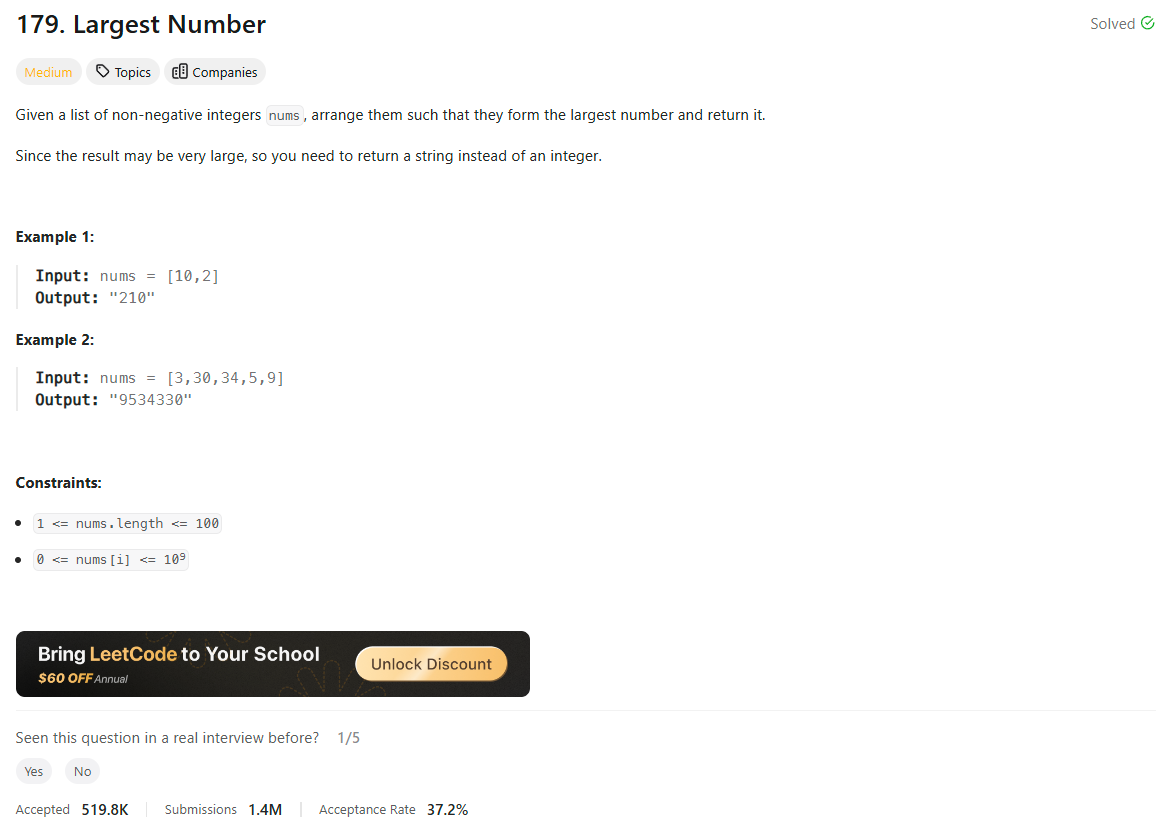 179. Largest Number
Solved
Medium Topics Companies
Given a list of non-negative integers nums, arrange them such that they form the largest number and return it.
Since the result may be very large, so you need to return a string instead of an integer.
Example 1:
Input: nums = [10,2]
Output: "210"
Example 2:
Input: nums = [3,30,34,5,9]
Output: "9534330"
Constraints:
• 1 <= nums.length <= 100
• 0 <= nums[i] <= 10⁹
Bring LeetCode to Your School
$60 OFF Annual
Unlock Discount
Seen this question in a real interview before? 1/5
Yes No
Accepted 519.8K Submissions 1.4M Acceptance Rate 37.2%